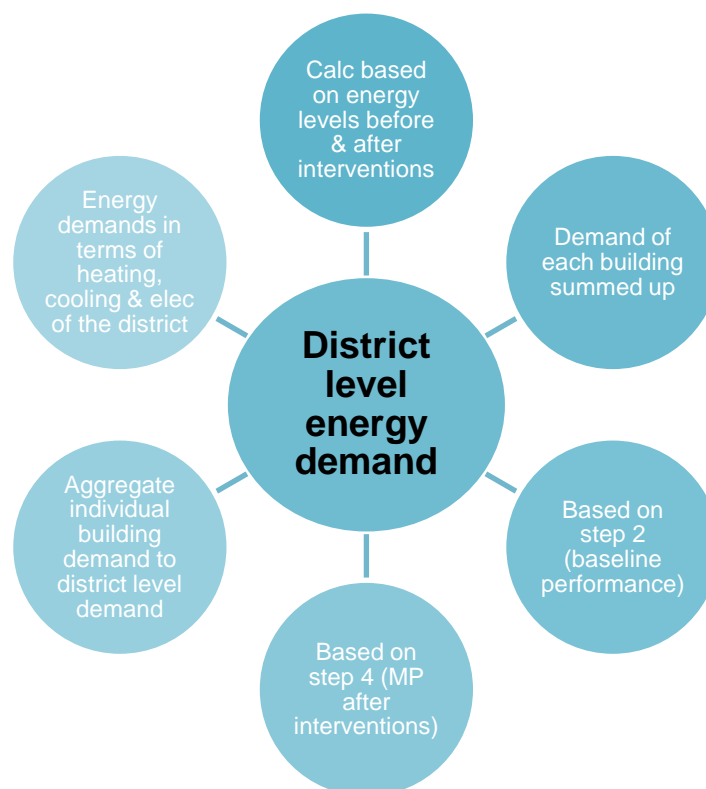 Calc based
on energy
levels before
& after
interventions
Demand of
each building
summed up
Based on
step 2
(baseline
performance)
Based on
step 4 (MP
after
interventions)
Aggregate
individual
building
demand to
district level
demand
Energy
demands in
terms of
heating,
cooling & elec
of the district
District
level
energy
demand